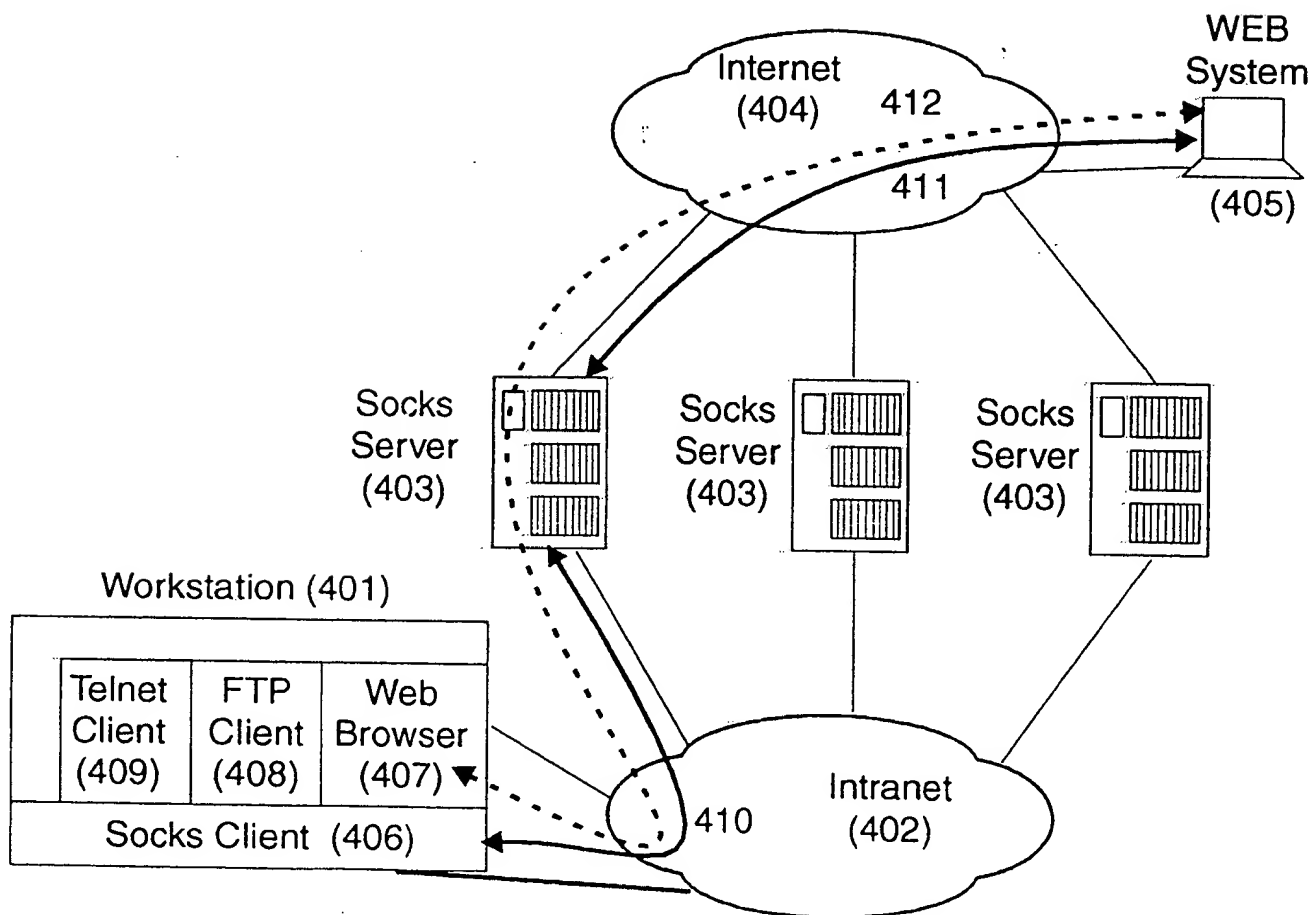 WEB
System
(405)
Internet
(404)
412
411
Socks
Server
(403)
Socks
Server
(403)
Socks
Server
(403)
Workstation (401)
Telnet
Client
(409)
FTP
Client
(408)
Web
Browser
(407)
Socks Client (406)
410
Intranet
(402)